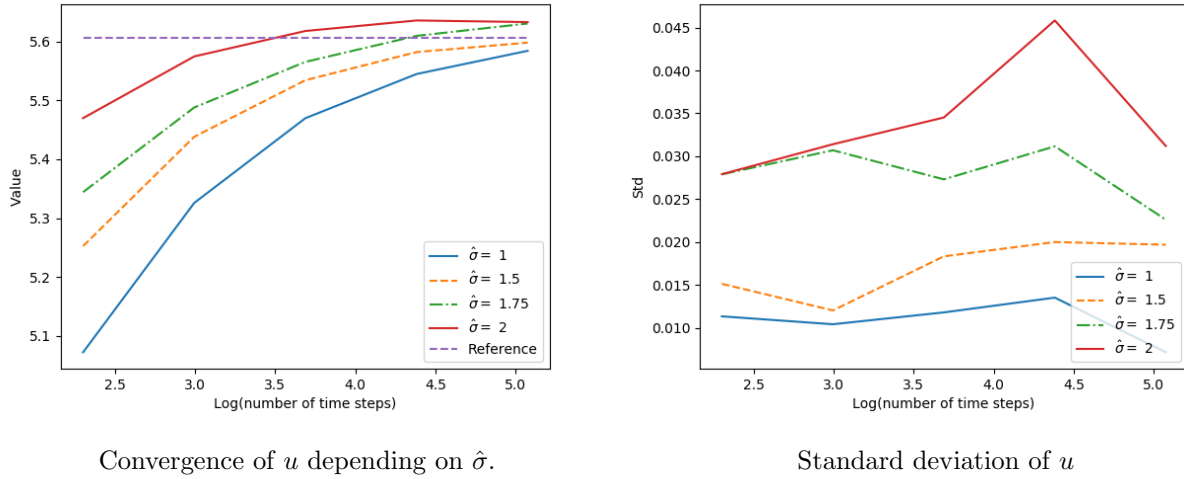 5.6
5.5
5.4
5.3
5.2
5.1
Value
2.5 3.0 3.5 4.0 4.5 5.0
Log(number of time steps)
σ̂ = 1
σ̂ = 1.5
σ̂ = 1.75
σ̂ = 2
Reference
Convergence of u depending on σ̂.
0.045
0.040
0.035
0.030
0.025
0.020
0.015
0.010
Std
2.5 3.0 3.5 4.0 4.5 5.0
Log(number of time steps)
σ̂ = 1
σ̂ = 1.5
σ̂ = 1.75
σ̂ = 2
Standard deviation of u